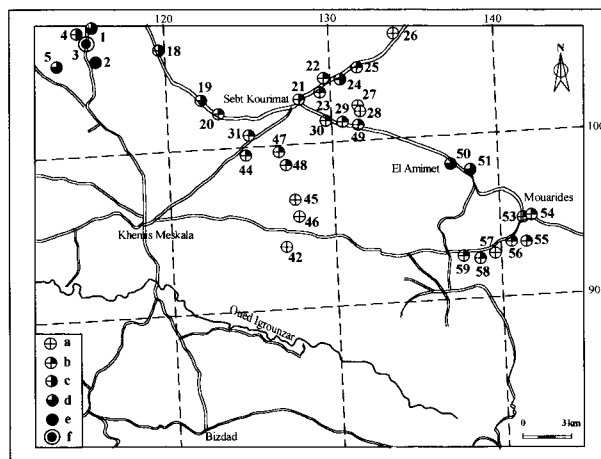 120
130
140
4
1
3
2
5
18
26
22
25
21
24
19
Sebt Kourimat
23
27
20
28
30
29
49
100
31
47
44
48
El Amimet
50
51
45
Mouarides
46
53
54
Khemis Meskala
42
57
56
55
59
58
90
Oued Igrounzar
a
b
c
d
e
f
Bizdad
N
0
3 km